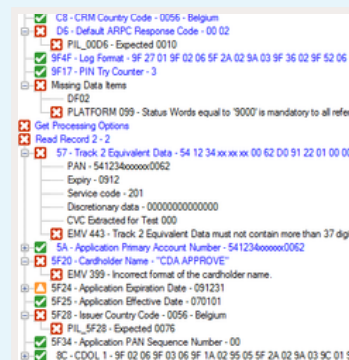 C8 - CRM Country Code - 0056 - Belgium
D6 - Default ARPC Response Code - 00 02
PIL_00D6 - Expected 0010
9F4F - Log Format - 9F 27 01 9F 02 06 5F 2A 02 9A 03 9F 36 02 9F 52 06
9F17 - PIN Try Counter - 3
Missing Data Items
DF02
PLATFORM 099 - Status Words equal to '9000' is mandatory to all refer
Get Processing Options
Read Record 2 - 2
57 - Track 2 Equivalent Data - 54 12 34 xx xx xx 00 62 D0 91 22 01 00 00
PAN - 541234xxxxxx0062
Expiry - 0912
Service code - 201
Discretionary data - 0000000000000
CVC Extracted for Test 000
EMV 443 - Track 2 Equivalent Data must not contain more than 37 digi
5A - Application Primary Account Number - 541234xxxxxx0062
5F20 - Cardholder Name - "CDA APPROVE"
EMV 399 - Incorrect format of the cardholder name.
5F24 - Application Expiration Date - 091231
5F25 - Application Effective Date - 070101
5F28 - Issuer Country Code - 0056 - Belgium
PIL_5F28 - Expected 0076
5F34 - Application PAN Sequence Number - 00
8C - CDOL 1 - 9F 02 06 9F 03 06 9F 1A 02 95 05 5F 2A 02 9A 03 9C 01 9